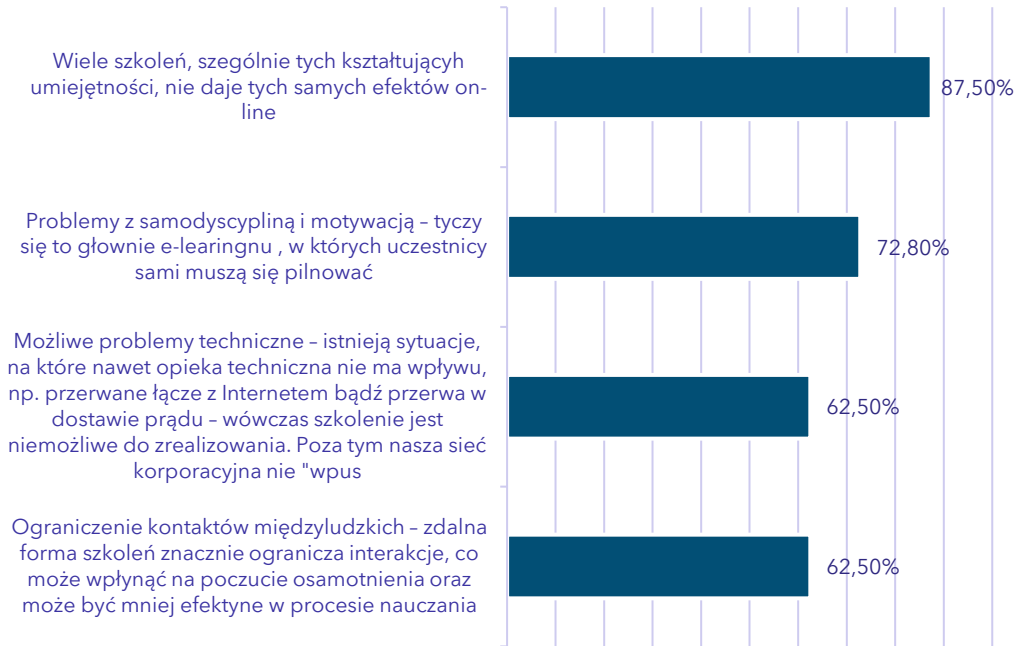 Wiele szkoleń, szególnie tych kształtującyh
umiejętności, nie daje tych samych efektów on-
line
87,50%
Problemy z samodyscypliną i motywacją – tyczy
się to głownie e-learingnu , w których uczestnicy
sami muszą się pilnować
72,80%
Możliwe problemy techniczne – istnieją sytuacje,
na które nawet opieka techniczna nie ma wpływu,
np. przerwane łącze z Internetem bądź przerwa w
dostawie prądu – wówczas szkolenie jest
niemożliwe do zrealizowania. Poza tym nasza sieć
korporacyjna nie "wpus
62,50%
Ograniczenie kontaktów międzyludzkich – zdalna
forma szkoleń znacznie ogranicza interakcje, co
może wpłynąć na poczucie osamotnienia oraz
może być mniej efektyne w procesie nauczania
62,50%